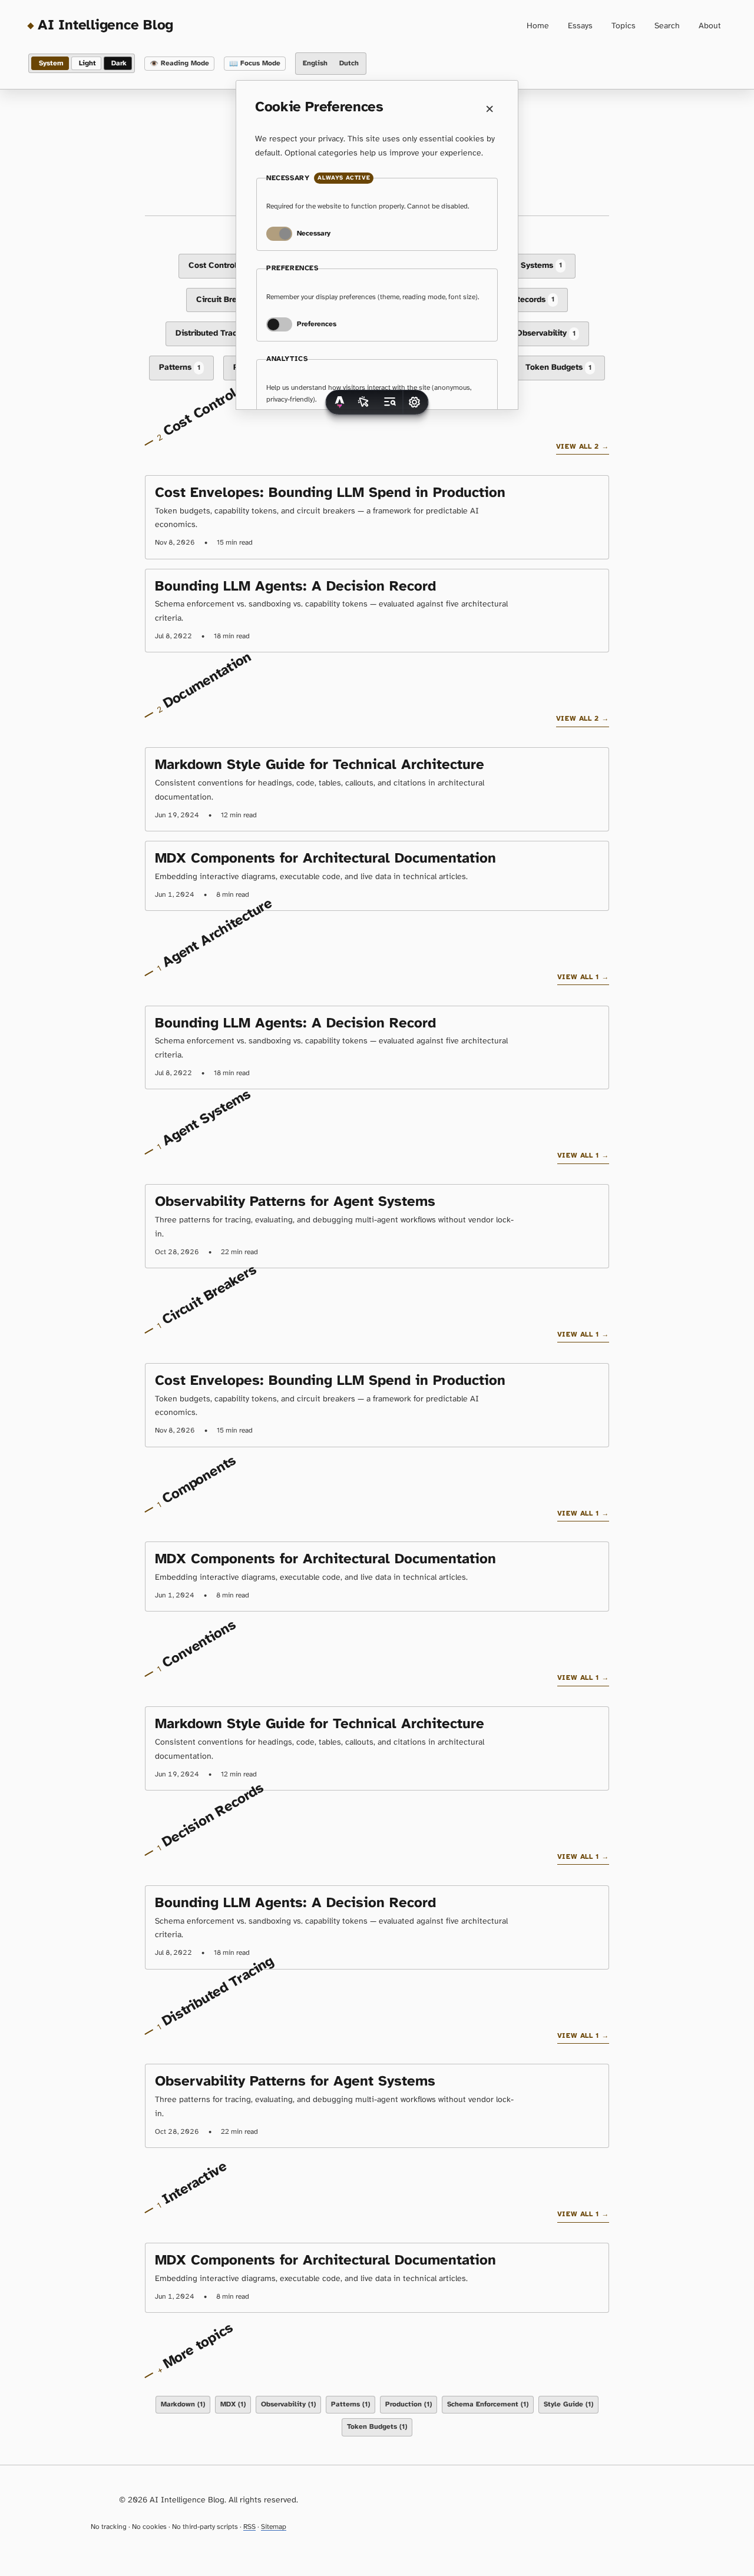 ◆ AI Intelligence Blog
Home Essays Topics Search About
System Light Dark Reading Mode Focus Mode English Dutch
Cookie Preferences ✕
We respect your privacy. This site uses only essential cookies by
default. Optional categories help us improve your experience.
NECESSARY ALWAYS ACTIVE
Required for the website to function properly. Cannot be disabled.
Necessary
PREFERENCES
Remember your display preferences (theme, reading mode, font size).
Preferences
ANALYTICS
Help us understand how visitors interact with the site (anonymous,
privacy-friendly).
Cost Control
Systems 1
Circuit
Records 1
Distributed
Observability 1
Patterns 1
Token Budgets 1
2 Cost Control
VIEW ALL 2 →
Cost Envelopes: Bounding LLM Spend in Production
Token budgets, capability tokens, and circuit breakers — a framework for predictable AI
economics.
Nov 8, 2026 • 15 min read
Bounding LLM Agents: A Decision Record
Schema enforcement vs. sandboxing vs. capability tokens — evaluated against five architectural
criteria.
Jul 8, 2022 • 18 min read
2 Documentation
VIEW ALL 2 →
Markdown Style Guide for Technical Architecture
Consistent conventions for headings, code, tables, callouts, and citations in architectural
documentation.
Jun 19, 2024 • 12 min read
MDX Components for Architectural Documentation
Embedding interactive diagrams, executable code, and live data in technical articles.
Jun 1, 2024 • 8 min read
1 Agent Architecture
VIEW ALL 1 →
Bounding LLM Agents: A Decision Record
Schema enforcement vs. sandboxing vs. capability tokens — evaluated against five architectural
criteria.
Jul 8, 2022 • 18 min read
1 Agent Systems
VIEW ALL 1 →
Observability Patterns for Agent Systems
Three patterns for tracing, evaluating, and debugging multi-agent workflows without vendor lock-
in.
Oct 28, 2026 • 22 min read
1 Circuit Breakers
VIEW ALL 1 →
Cost Envelopes: Bounding LLM Spend in Production
Token budgets, capability tokens, and circuit breakers — a framework for predictable AI
economics.
Nov 8, 2026 • 15 min read
1 Components
VIEW ALL 1 →
MDX Components for Architectural Documentation
Embedding interactive diagrams, executable code, and live data in technical articles.
Jun 1, 2024 • 8 min read
1 Conventions
VIEW ALL 1 →
Markdown Style Guide for Technical Architecture
Consistent conventions for headings, code, tables, callouts, and citations in architectural
documentation.
Jun 19, 2024 • 12 min read
1 Decision Records
VIEW ALL 1 →
Bounding LLM Agents: A Decision Record
Schema enforcement vs. sandboxing vs. capability tokens — evaluated against five architectural
criteria.
Jul 8, 2022 • 18 min read
1 Distributed Tracing
VIEW ALL 1 →
Observability Patterns for Agent Systems
Three patterns for tracing, evaluating, and debugging multi-agent workflows without vendor lock-
in.
Oct 28, 2026 • 22 min read
1 Interactive
VIEW ALL 1 →
MDX Components for Architectural Documentation
Embedding interactive diagrams, executable code, and live data in technical articles.
Jun 1, 2024 • 8 min read
+ More topics
Markdown (1) MDX (1) Observability (1) Patterns (1) Production (1) Schema Enforcement (1) Style Guide (1)
Token Budgets (1)
© 2026 AI Intelligence Blog. All rights reserved.
No tracking · No cookies · No third-party scripts · RSS · Sitemap